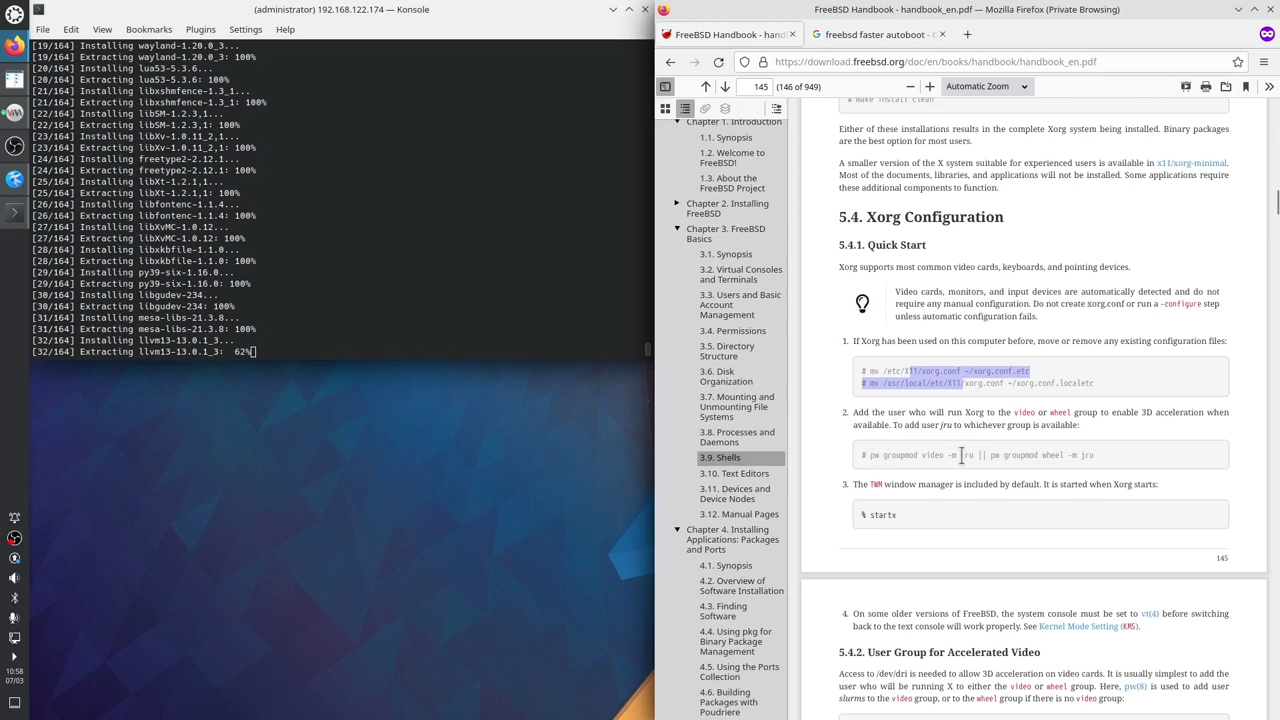 (administrator) 192.168.122.174 — Konsole
File Edit View Bookmarks Plugins Settings Help
[19/164] Installing wayland-1.20.0_3...
[19/164] Extracting wayland-1.20.0_3: 100%
[20/164] Installing lua53-5.3.6...
[20/164] Extracting lua53-5.3.6: 100%
[21/164] Installing libxshmfence-1.3_1...
[21/164] Extracting libxshmfence-1.3_1: 100%
[22/164] Installing libSM-1.2.3,1...
[22/164] Extracting libSM-1.2.3,1: 100%
[23/164] Installing libXv-1.0.11_2,1...
[23/164] Extracting libXv-1.0.11_2,1: 100%
[24/164] Installing freetype2-2.12.1...
[24/164] Extracting freetype2-2.12.1: 100%
[25/164] Installing libXt-1.2.1,1...
[25/164] Extracting libXt-1.2.1,1: 100%
[26/164] Installing libfontenc-1.1.4...
[26/164] Extracting libfontenc-1.1.4: 100%
[27/164] Installing libXvMC-1.0.12...
[27/164] Extracting libXvMC-1.0.12: 100%
[28/164] Installing libxkbfile-1.1.0...
[28/164] Extracting libxkbfile-1.1.0: 100%
[29/164] Installing py39-six-1.16.0...
[29/164] Extracting py39-six-1.16.0: 100%
[30/164] Installing libgudev-234...
[30/164] Extracting libgudev-234: 100%
[31/164] Installing mesa-libs-21.3.8...
[31/164] Extracting mesa-libs-21.3.8: 100%
[32/164] Installing llvm13-13.0.1_3...
[32/164] Extracting llvm13-13.0.1_3: 62%
10:58
07/03
FreeBSD Handbook - handbook_en.pdf — Mozilla Firefox (Private Browsing)
FreeBSD Handbook - hand
freebsd faster autoboot -
https://download.freebsd.org/doc/en/books/handbook/handbook_en.pdf
145 (146 of 949)
Automatic Zoom
Chapter 1. Introduction
1.1. Synopsis
1.2. Welcome to
FreeBSD!
1.3. About the
FreeBSD Project
Chapter 2. Installing
FreeBSD
Chapter 3. FreeBSD
Basics
3.1. Synopsis
3.2. Virtual Consoles
and Terminals
3.3. Users and Basic
Account
Management
3.4. Permissions
3.5. Directory
Structure
3.6. Disk
Organization
3.7. Mounting and
Unmounting File
Systems
3.8. Processes and
Daemons
3.9. Shells
3.10. Text Editors
3.11. Devices and
Device Nodes
3.12. Manual Pages
Chapter 4. Installing
Applications: Packages
and Ports
4.1. Synopsis
4.2. Overview of
Software Installation
4.3. Finding
Software
4.4. Using pkg for
Binary Package
Management
4.5. Using the Ports
Collection
4.6. Building
Packages with
Poudriere
# make install clean
Either of these installations results in the complete Xorg system being installed. Binary packages
are the best option for most users.
A smaller version of the X system suitable for experienced users is available in x11/xorg-minimal.
Most of the documents, libraries, and applications will not be installed. Some applications require
these additional components to function.
5.4. Xorg Configuration
5.4.1. Quick Start
Xorg supports most common video cards, keyboards, and pointing devices.
Video cards, monitors, and input devices are automatically detected and do not
require any manual configuration. Do not create xorg.conf or run a -configure step
unless automatic configuration fails.
1. If Xorg has been used on this computer before, move or remove any existing configuration files:
# mv /etc/X11/xorg.conf ~/xorg.conf.etc
# mv /usr/local/etc/X11/xorg.conf ~/xorg.conf.localetc
2. Add the user who will run Xorg to the video or wheel group to enable 3D acceleration when
available. To add user jru to whichever group is available:
# pw groupmod video -m jru || pw groupmod wheel -m jru
3. The TWM window manager is included by default. It is started when Xorg starts:
% startx
145
4. On some older versions of FreeBSD, the system console must be set to vt(4) before switching
back to the text console will work properly. See Kernel Mode Setting (KMS).
5.4.2. User Group for Accelerated Video
Access to /dev/dri is needed to allow 3D acceleration on video cards. It is usually simplest to add the
user who will be running X to either the video or wheel group. Here, pw(8) is used to add user
slurms to the video group, or to the wheel group if there is no video group: